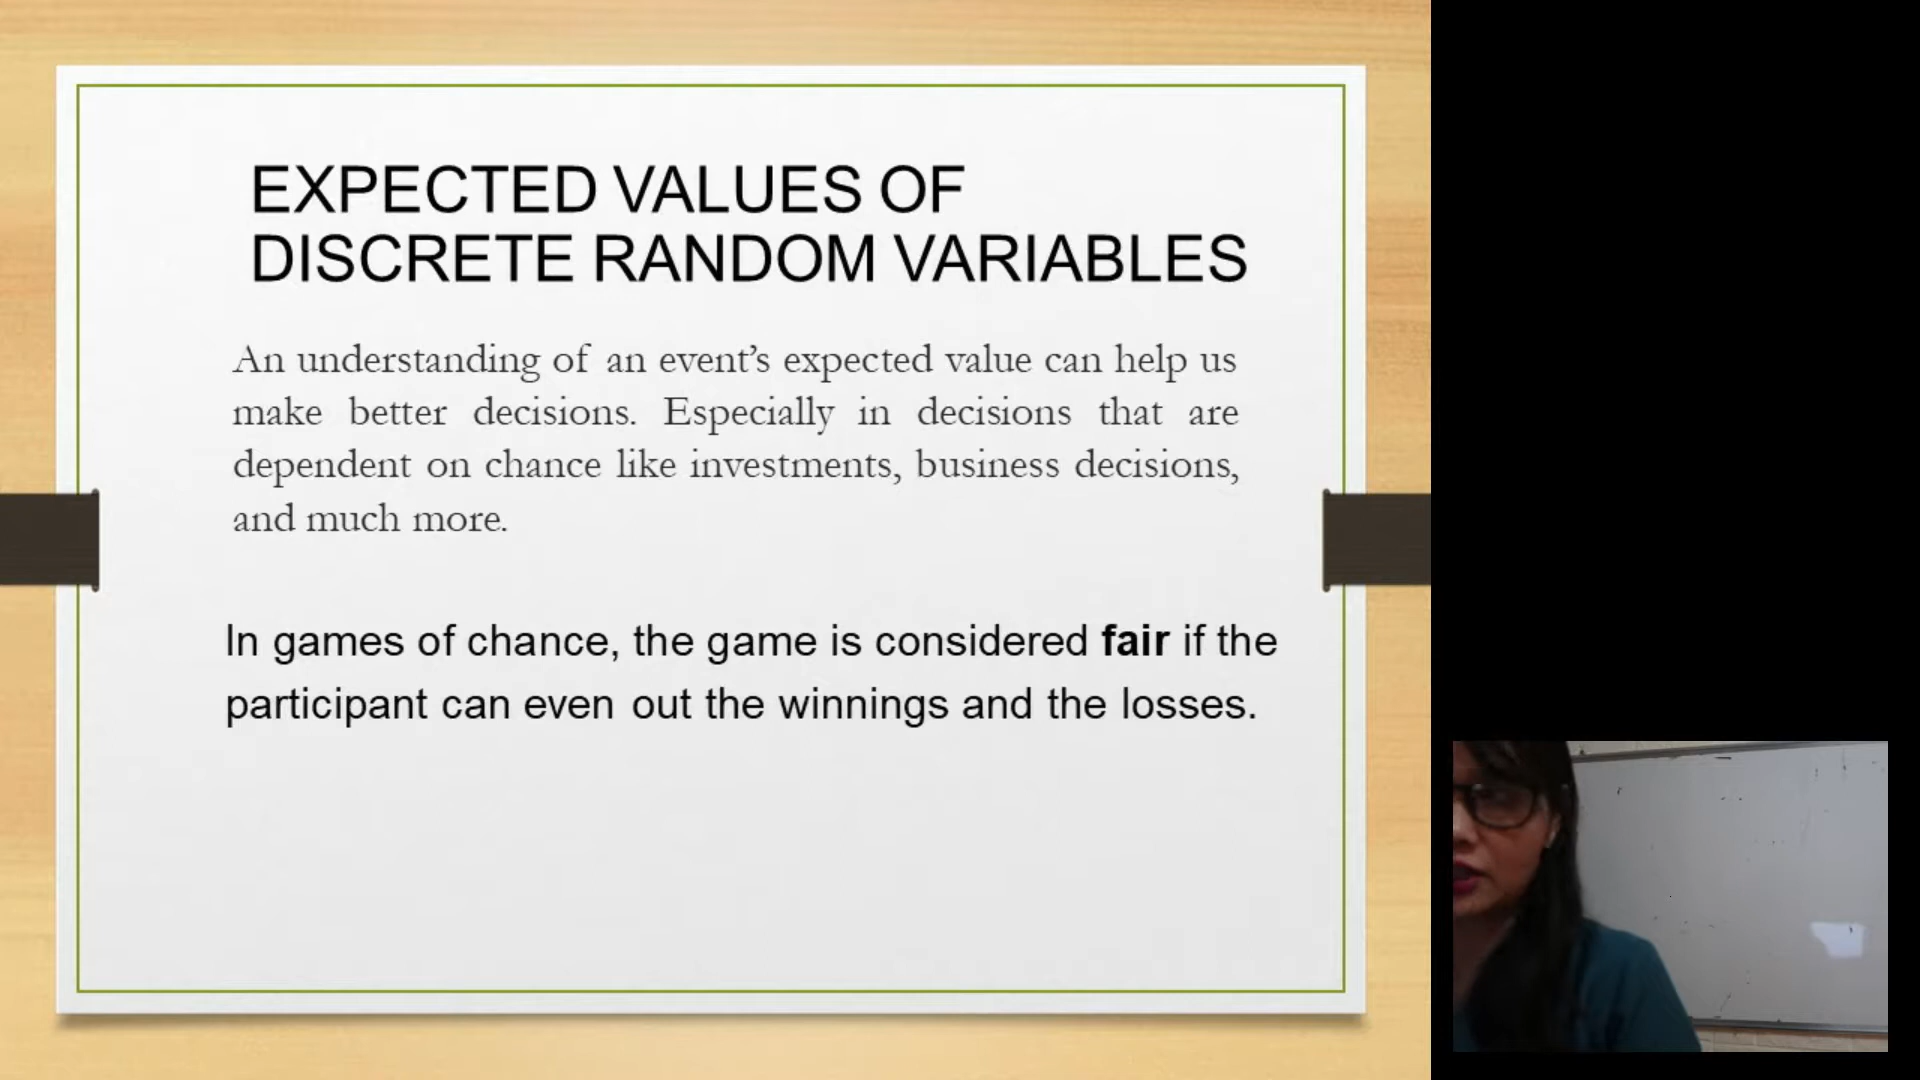 EXPECTED VALUES OF
DISCRETE RANDOM VARIABLES
An understanding of an event’s expected value can help us
make better decisions. Especially in decisions that are
dependent on chance like investments, business decisions,
and much more.
In games of chance, the game is considered fair if the
participant can even out the winnings and the losses.